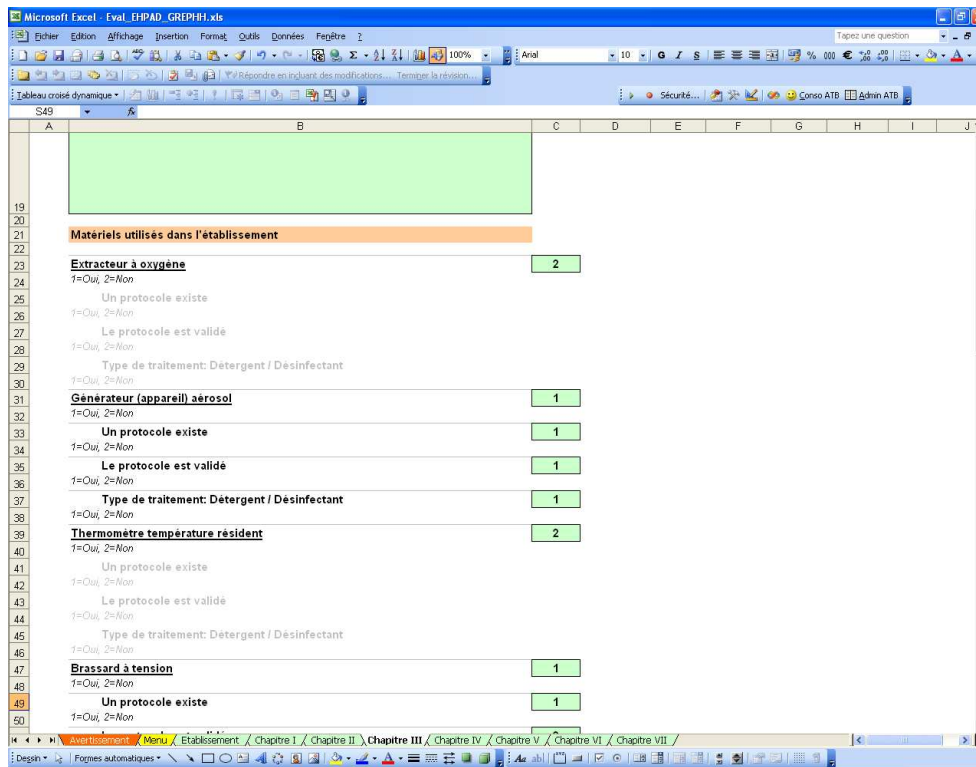 Microsoft Excel - Eval_EHPAD_GREPHH.xls
Fichier Edition Affichage Insertion Format Outils Données Fenêtre ? Tapez une question
100% Arial 10 G I S % 000 €
Répondre en incluant des modifications... Terminer la révision...
Tableau croisé dynamique Sécurité... Conso ATB Admin ATB
S49 fx
A B C D E F G H I J
19
20
21 Matériels utilisés dans l'établissement
22
23 Extracteur à oxygène 2
24 1=Oui, 2=Non
25 Un protocole existe
26 1=Oui, 2=Non
27 Le protocole est validé
28 1=Oui, 2=Non
29 Type de traitement: Détergent / Désinfectant
30 1=Oui, 2=Non
31 Générateur (appareil) aérosol 1
32 1=Oui, 2=Non
33 Un protocole existe 1
34 1=Oui, 2=Non
35 Le protocole est validé 1
36 1=Oui, 2=Non
37 Type de traitement: Détergent / Désinfectant 1
38 1=Oui, 2=Non
39 Thermomètre température résident 2
40 1=Oui, 2=Non
41 Un protocole existe
42 1=Oui, 2=Non
43 Le protocole est validé
44 1=Oui, 2=Non
45 Type de traitement: Détergent / Désinfectant
46 1=Oui, 2=Non
47 Brassard à tension 1
48 1=Oui, 2=Non
49 Un protocole existe 1
50 1=Oui, 2=Non
Avertissement Menu Etablissement Chapitre I Chapitre II Chapitre III Chapitre IV Chapitre V Chapitre VI Chapitre VII
Dessin Formes automatiques